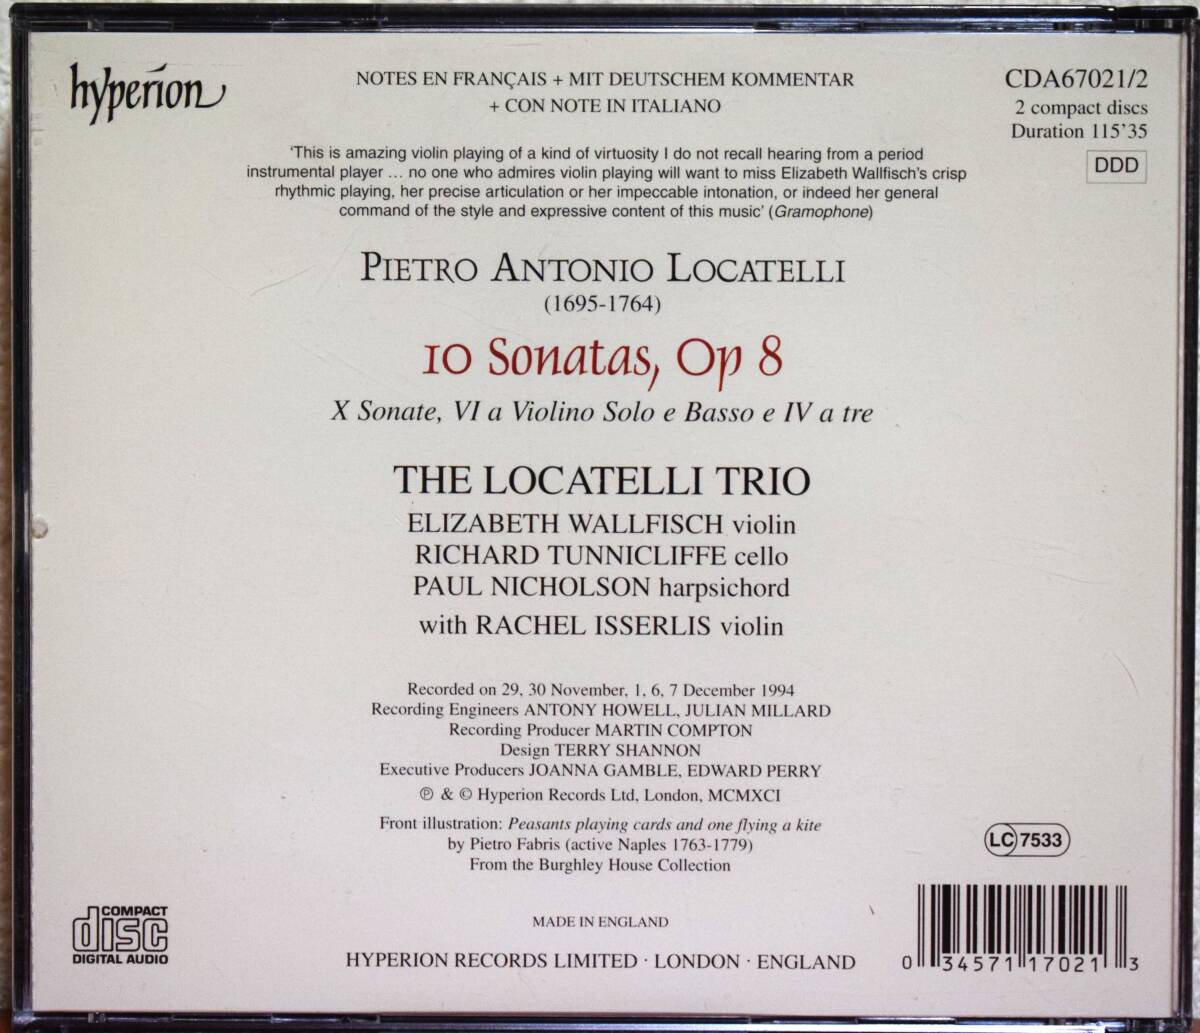 hyperion
NOTES EN FRANÇAIS + MIT DEUTSCHEM KOMMENTAR
+ CON NOTE IN ITALIANO
CDA67021/2
2 compact discs
Duration 115'35
DDD
'This is amazing violin playing of a kind of virtuosity I do not recall hearing from a period
instrumental player ... no one who admires violin playing will want to miss Elizabeth Wallfisch's crisp
rhythmic playing, her precise articulation or her impeccable intonation, or indeed her general
command of the style and expressive content of this music' (Gramophone)
PIETRO ANTONIO LOCATELLI
(1695-1764)
10 Sonatas, Op 8
X Sonate, VI a Violino Solo e Basso e IV a tre
THE LOCATELLI TRIO
ELIZABETH WALLFISCH violin
RICHARD TUNNICLIFFE cello
PAUL NICHOLSON harpsichord
with RACHEL ISSERLIS violin
Recorded on 29, 30 November, 1, 6, 7 December 1994
Recording Engineers ANTONY HOWELL, JULIAN MILLARD
Recording Producer MARTIN COMPTON
Design TERRY SHANNON
Executive Producers JOANNA GAMBLE, EDWARD PERRY
℗ & © Hyperion Records Ltd, London, MCMXCI
Front illustration: Peasants playing cards and one flying a kite
by Pietro Fabris (active Naples 1763-1779)
From the Burghley House Collection
LC 7533
COMPACT
disc
DIGITAL AUDIO
MADE IN ENGLAND
HYPERION RECORDS LIMITED · LONDON · ENGLAND
0 34571 17021 3